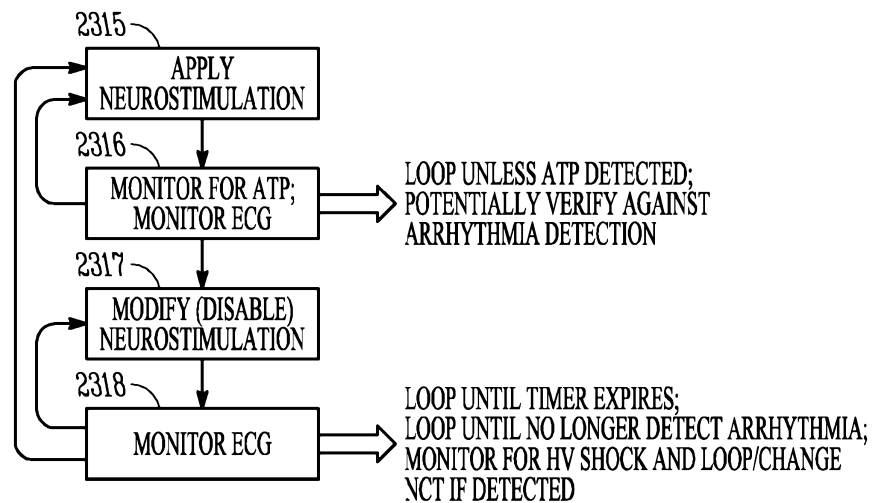 2315
APPLY
NEUROSTIMULATION
2316
MONITOR FOR ATP;
MONITOR ECG
LOOP UNLESS ATP DETECTED;
POTENTIALLY VERIFY AGAINST
ARRHYTHMIA DETECTION
2317
MODIFY (DISABLE)
NEUROSTIMULATION
2318
MONITOR ECG
LOOP UNTIL TIMER EXPIRES;
LOOP UNTIL NO LONGER DETECT ARRHYTHMIA;
MONITOR FOR HV SHOCK AND LOOP/CHANGE
NCT IF DETECTED